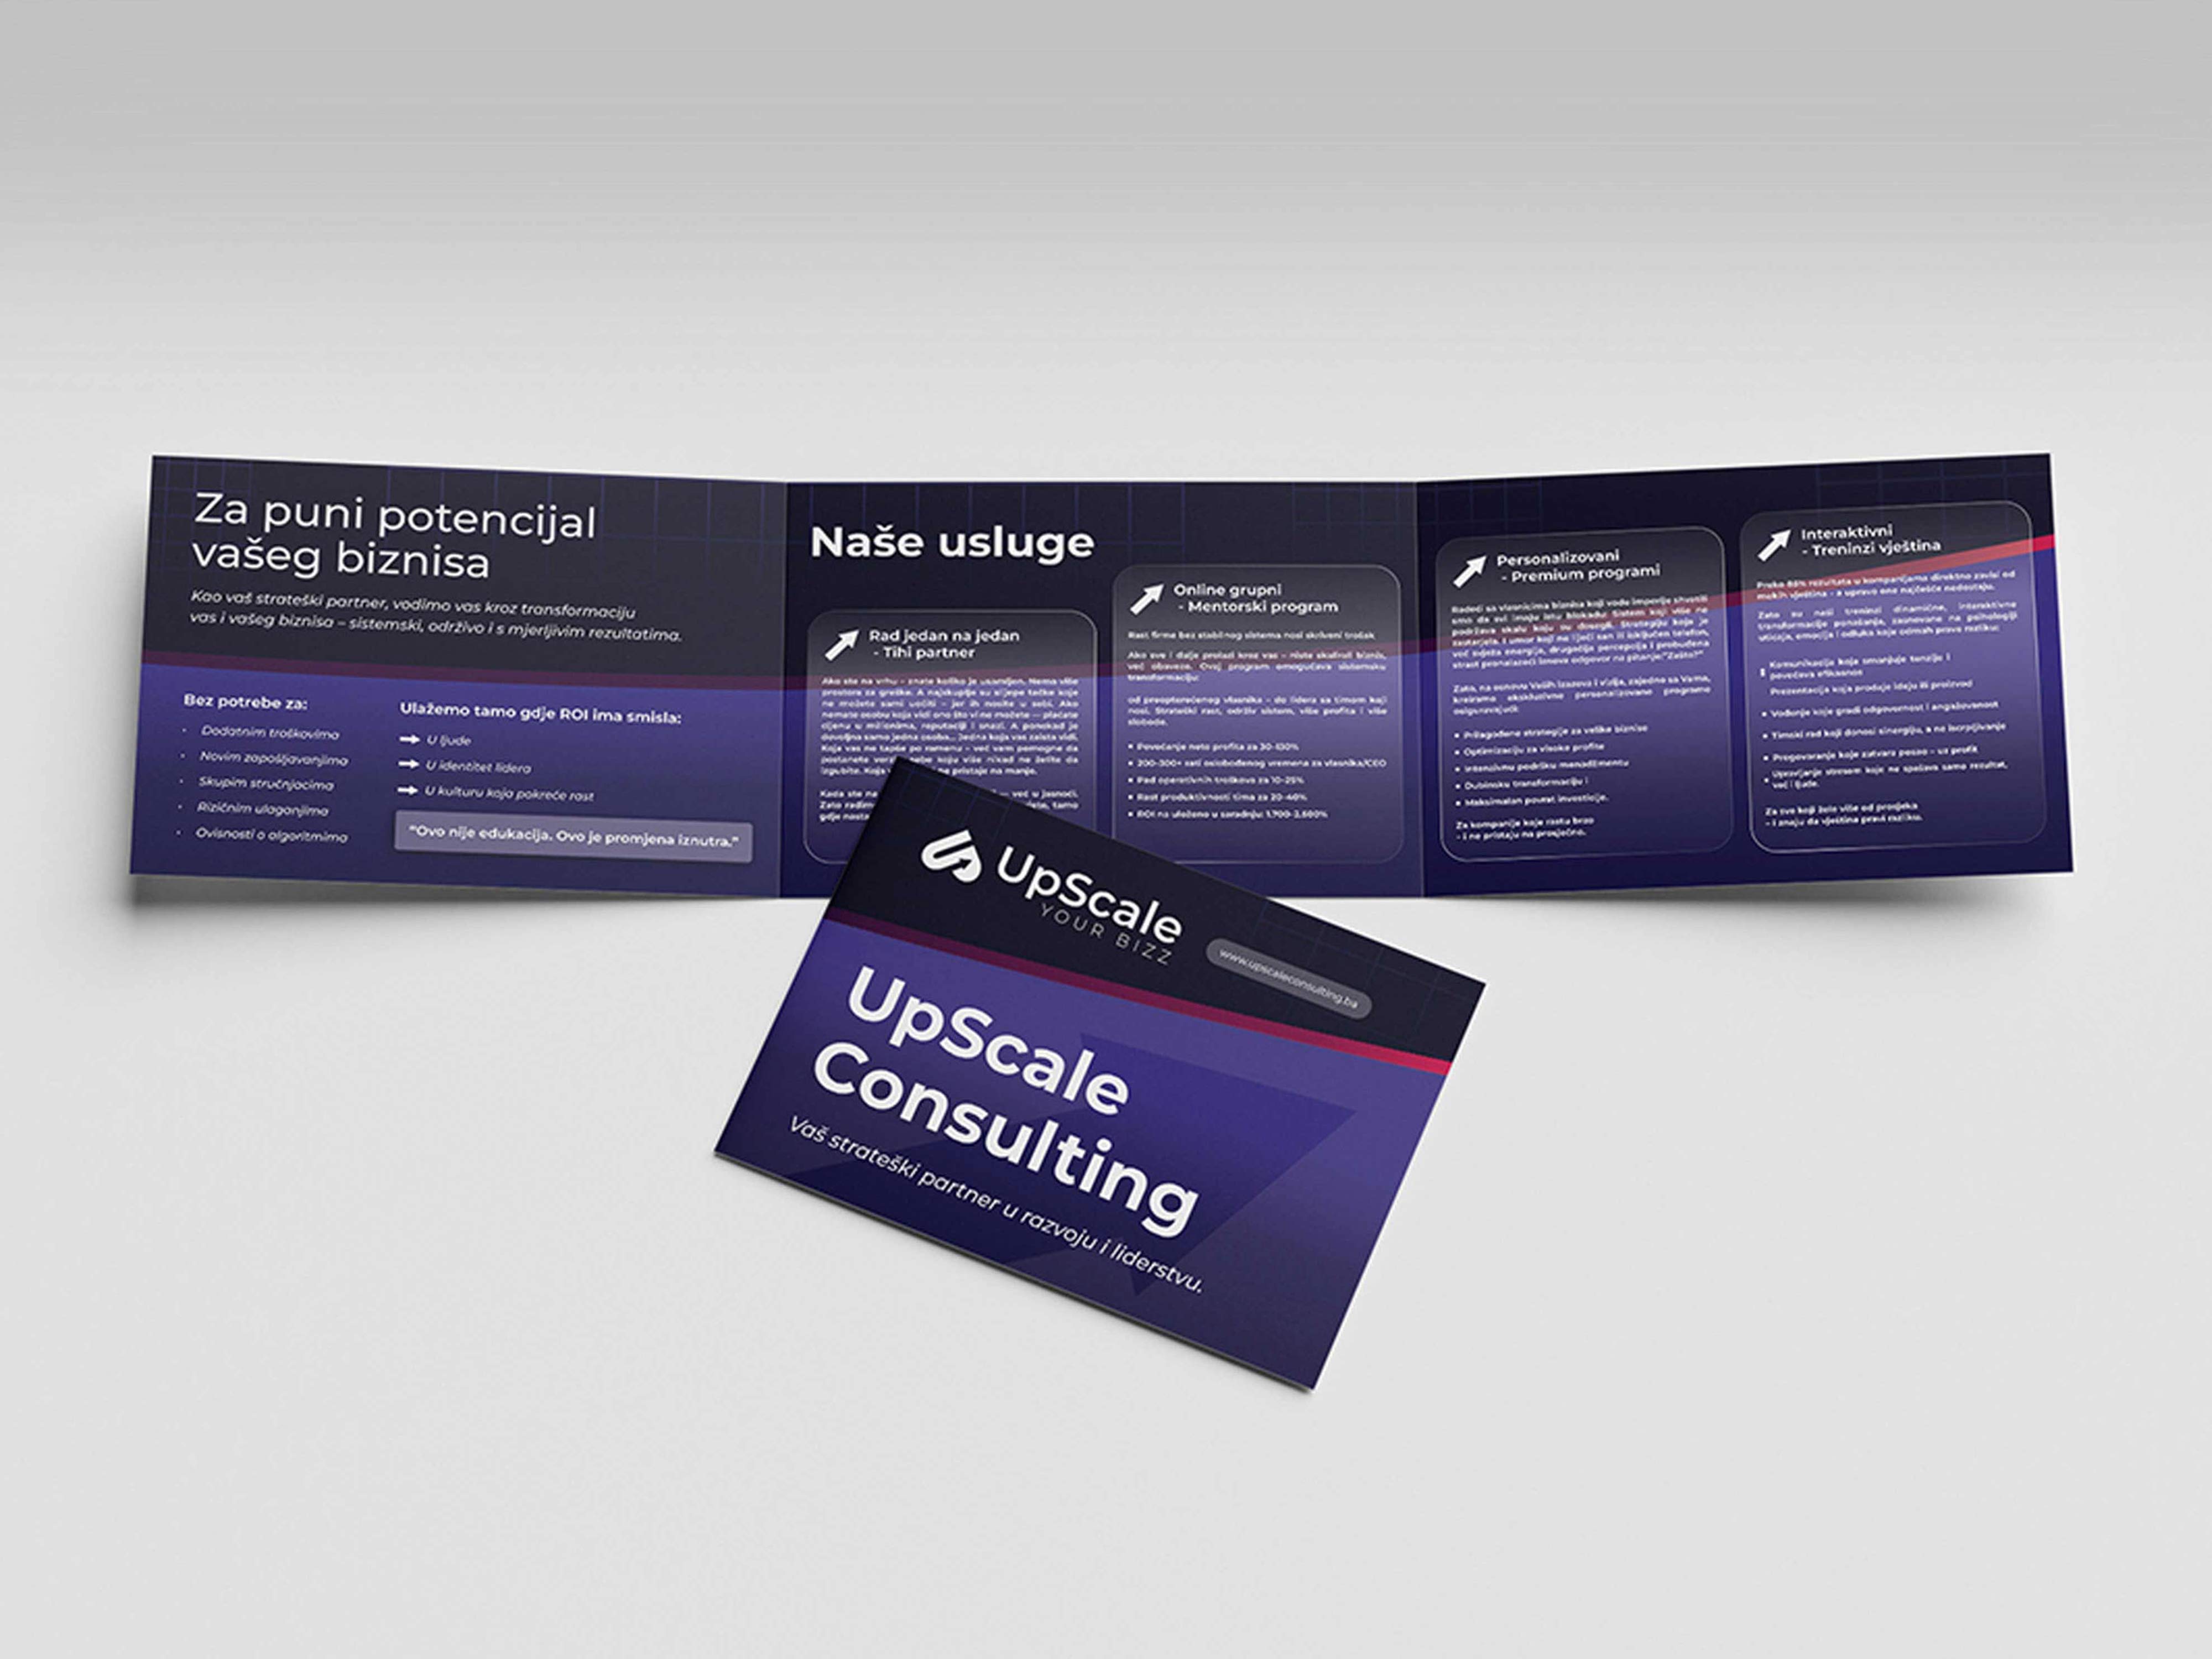 Za puni potencijal
vašeg biznisa
Kao vaš strateški partner, vodimo vas kroz transformaciju
vas i vašeg biznisa – sistemski, održivo i s mjerljivim rezultatima.
Bez potrebe za:
• Dodatnim troškovima
• Novim zapošljavanjima
• Skupim stručnjacima
• Rizičnim ulaganjima
• Ovisnosti o algoritmima
Ulažemo tamo gdje ROI ima smisla:
U ljude
U identitet lidera
U kulturu koja pokreće rast
"Ovo nije edukacija. Ovo je promjena iznutra."
Naše usluge
Rad jedan na jedan
- Tihi partner
Ako ste na vrhu – znate koliko je usamljen. Nema više
prostora za greške. A najskuplje su slijepe tačke koje
ne možete sami uočiti – jer ih nosite u sebi. Ako
nemate osobu koja vidi ono što vi ne možete — plaćate
cijenu u milionima, reputaciji i snazi. A ponekad je
dovoljna samo jedna osoba... Jedna koja vas zaista vidi.
Koja vas ne tapše po ramenu – već vam pomogne da
postanete sebe koju više nikad ne želite da
izgubite. Koja ne pristaje na manje.
Kada ste na — već u jasnoći.
Zato radim tamo
gdje
Online grupni
- Mentorski program
Rast firme bez stabilnog sistema nosi skriveni trošak
Ako sve i dalje prolazi kroz vas – niste skalirali biznis,
već obaveze. Ovaj program omogućava sistemsku
transformaciju:
od preopterećenog vlasnika – do lidera sa timom koji
nosi. Strateški rast, održiv sistem, više profita i više
slobode.
▪ Povećanje neto profita za 30-130%
▪ 200-300+ sati oslobođenog vremena za vlasnika/CEO
▪ Pad operativnih troškova za 10-25%
▪ Rast produktivnosti tima za 20-40%
▪ ROI na uloženo u saradnju: 1.700-2.600%
Personalizovani
- Premium programi
Radeći sa vlasnicima biznisa koji vode imperije shvatili
smo da svi imaju istu blokadu. Sistem koji više ne
podržava skalu koju su dosegli. Strategiju koja je
zastarjela. I umor koji ne liječi san ili isključen telefon,
već svježa energija, drugačija percepcija i probuđena
strast pronalazeći iznova odgovor na pitanje:"Zašto?"
Zato, na osnovu Vaših izazova i vizija, zajedno sa Vama,
kreiramo ekskluzivne personalizovane programe
osiguravajući:
▪ Prilagođene strategije za velike biznise
▪ Optimizaciju za visoke profite
▪ Intenzivnu podršku menadžmentu
▪ Dubinsku transformaciju i
▪ Maksimalan povrat investicije.
Za kompanije koje rastu brzo
- i ne pristaju na prosječno.
Interaktivni
- Treninzi vještina
Preko 86% rezultata u kompanijama direktno zavisi od
mekih vještina - a upravo one najčešće nedostaju.
Zato su naši treninzi dinamične, interaktivne
transformacije ponašanja, zasnovane na psihologiji
uticaja, emocija i odluka koje odmah prave razliku:
Komunikacija koja smanjuje tenzije i
povećava efikasnost
Prezentacija koja prodaje ideju ili proizvod
▪ Vođenje koje gradi odgovornost i angažovanost
▪ Timski rad koji donosi sinergiju, a ne iscrpljivanje
▪ Pregovaranje koje zatvara posao – uz profit
▪ Upravljanje stresom koje ne spašava samo rezultat,
već i ljude.
Za sve koji žele više od prosjeka
- i znaju da vještina pravi razliku.
UpScale
YOUR BIZZ
www.upscaleconsulting.ba
UpScale
Consulting
Vaš strateški partner u razvoju i liderstvu.